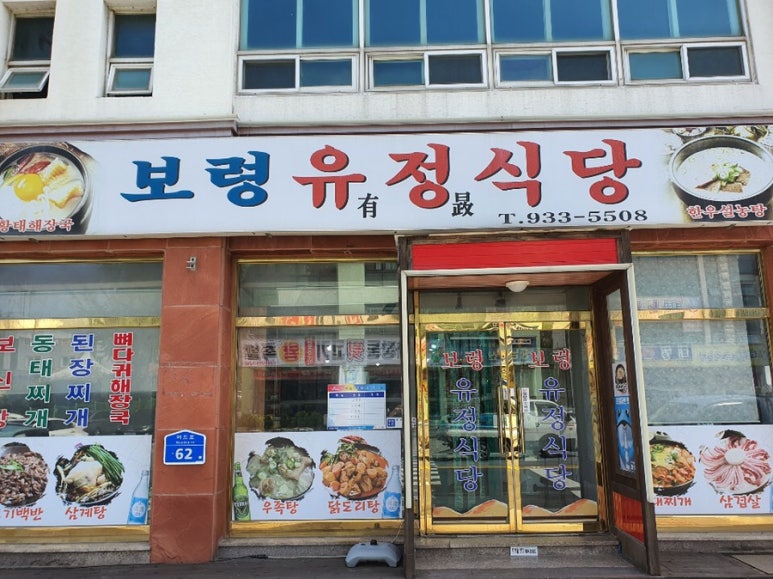 보령 유정식당
有 晸
T.933-5508
황태해장국
한우설농탕
보신탕
동태찌개
된장찌개
뼈다귀해장국
62
보령 유정식당
보령 유정식당
기백반
삼계탕
우족탕
닭도리탕
찌개
삼겹살